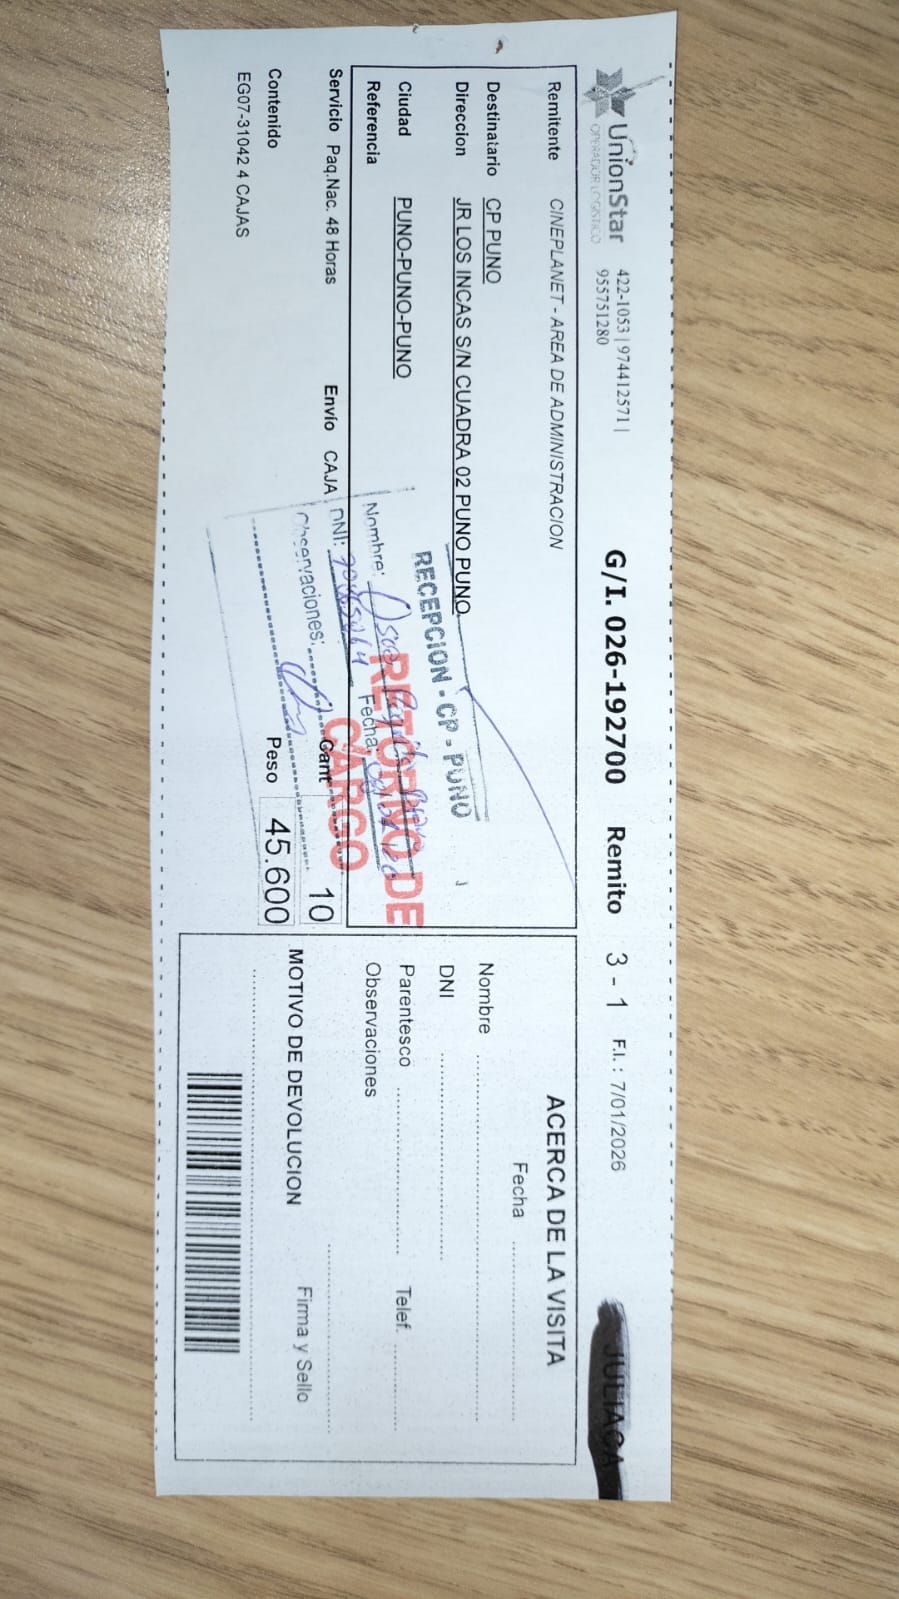 UnionStar
OPERADOR LOGISTICO
422-1053 | 974412571 |
955751280
G/I. 026-192700 Remito 3 - 1 F.I. : 7/01/2026
JULIACA
Remitente CINEPLANET - AREA DE ADMINISTRACION
Destinatario CP PUNO
Direccion JR LOS INCAS S/N CUADRA 02 PUNO PUNO
Ciudad PUNO-PUNO-PUNO
Referencia
Servicio Paq.Nac. 48 Horas Envío CAJA
Cant 10
Contenido
Peso 45.600
EG07-31042 4 CAJAS
RECEPCION - CP - PUNO
Nombre:
DNI: Fecha:
Observaciones:
RETORNO DE
CARGO
ACERCA DE LA VISITA
Fecha
Nombre
DNI
Parentesco Telef.
Observaciones
MOTIVO DE DEVOLUCION Firma y Sello